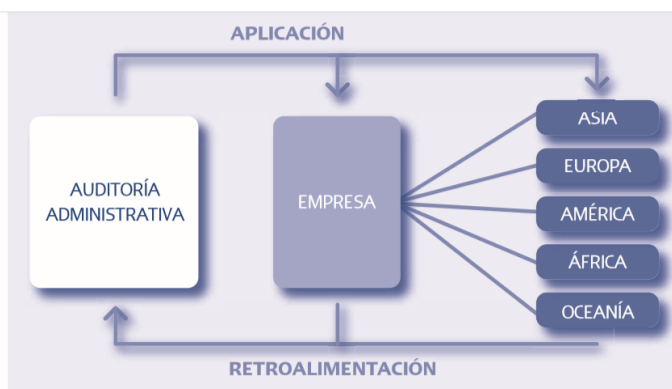 APLICACIÓN
AUDITORÍA
ADMINISTRATIVA
EMPRESA
ASIA
EUROPA
AMÉRICA
ÁFRICA
OCEANÍA
RETROALIMENTACIÓN